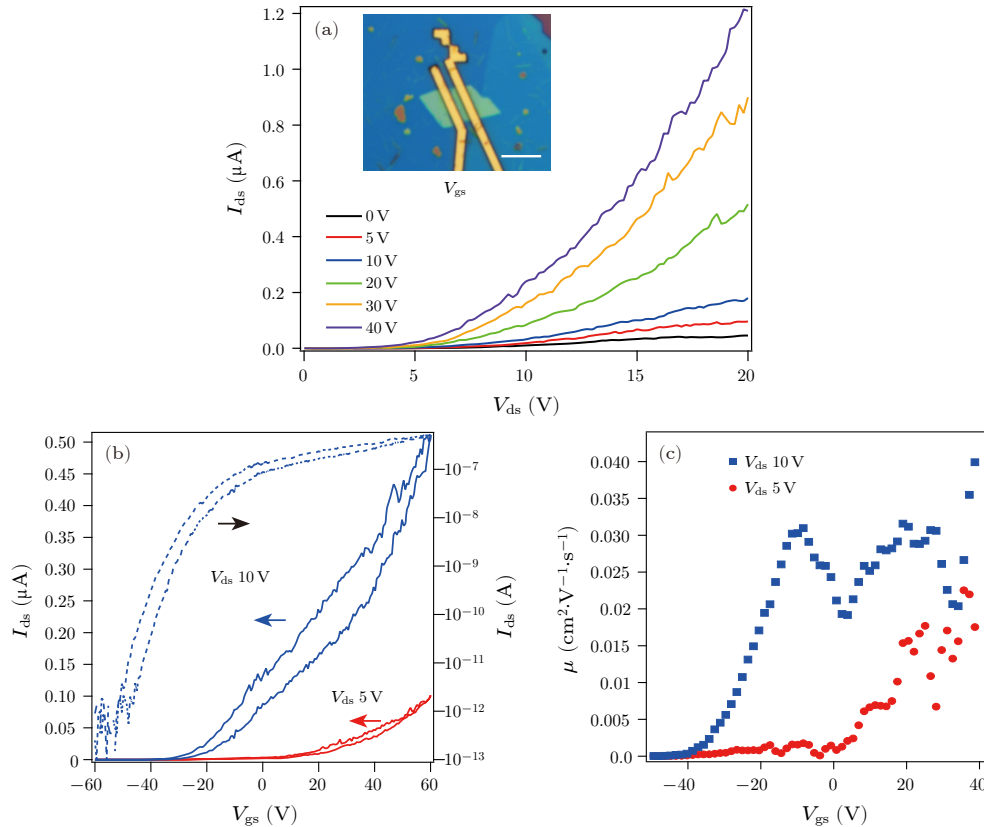 (a)
1.2
1.0
0.8
0.6
0.4
0.2
0.0
I_ds (μA)
V_gs
0 V
5 V
10 V
20 V
30 V
40 V
0 5 10 15 20
V_ds (V)
(b)
0.50
0.45
0.40
0.35
0.30
0.25
0.20
0.15
0.10
0.05
0
I_ds (μA)
V_ds 10 V
V_ds 5 V
10⁻⁷
10⁻⁸
10⁻⁹
10⁻¹⁰
10⁻¹¹
10⁻¹²
10⁻¹³
I_ds (A)
−60 −40 −20 0 20 40 60
V_gs (V)
(c)
V_ds 10 V
V_ds 5 V
0.040
0.035
0.030
0.025
0.020
0.015
0.010
0.005
0.0
μ (cm²·V⁻¹·s⁻¹)
−40 −20 0 20 40
V_gs (V)